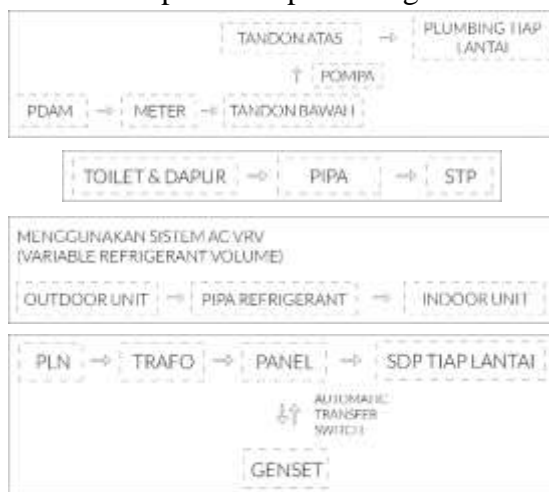 TANDON ATAS → PLUMBING TIAP LANTAI
↑ POMPA
PDAM → METER → TANDON BAWAH
TOILET & DAPUR → PIPA → STP
MENGGUNAKAN SISTEM AC VRV
(VARIABLE REFRIGERANT VOLUME)
OUTDOOR UNIT → PIPA REFRIGERANT → INDOOR UNIT
PLN → TRAFO → PANEL → SDP TIAP LANTAI
AUTOMATIC
TRANSFER
SWITCH
GENSET